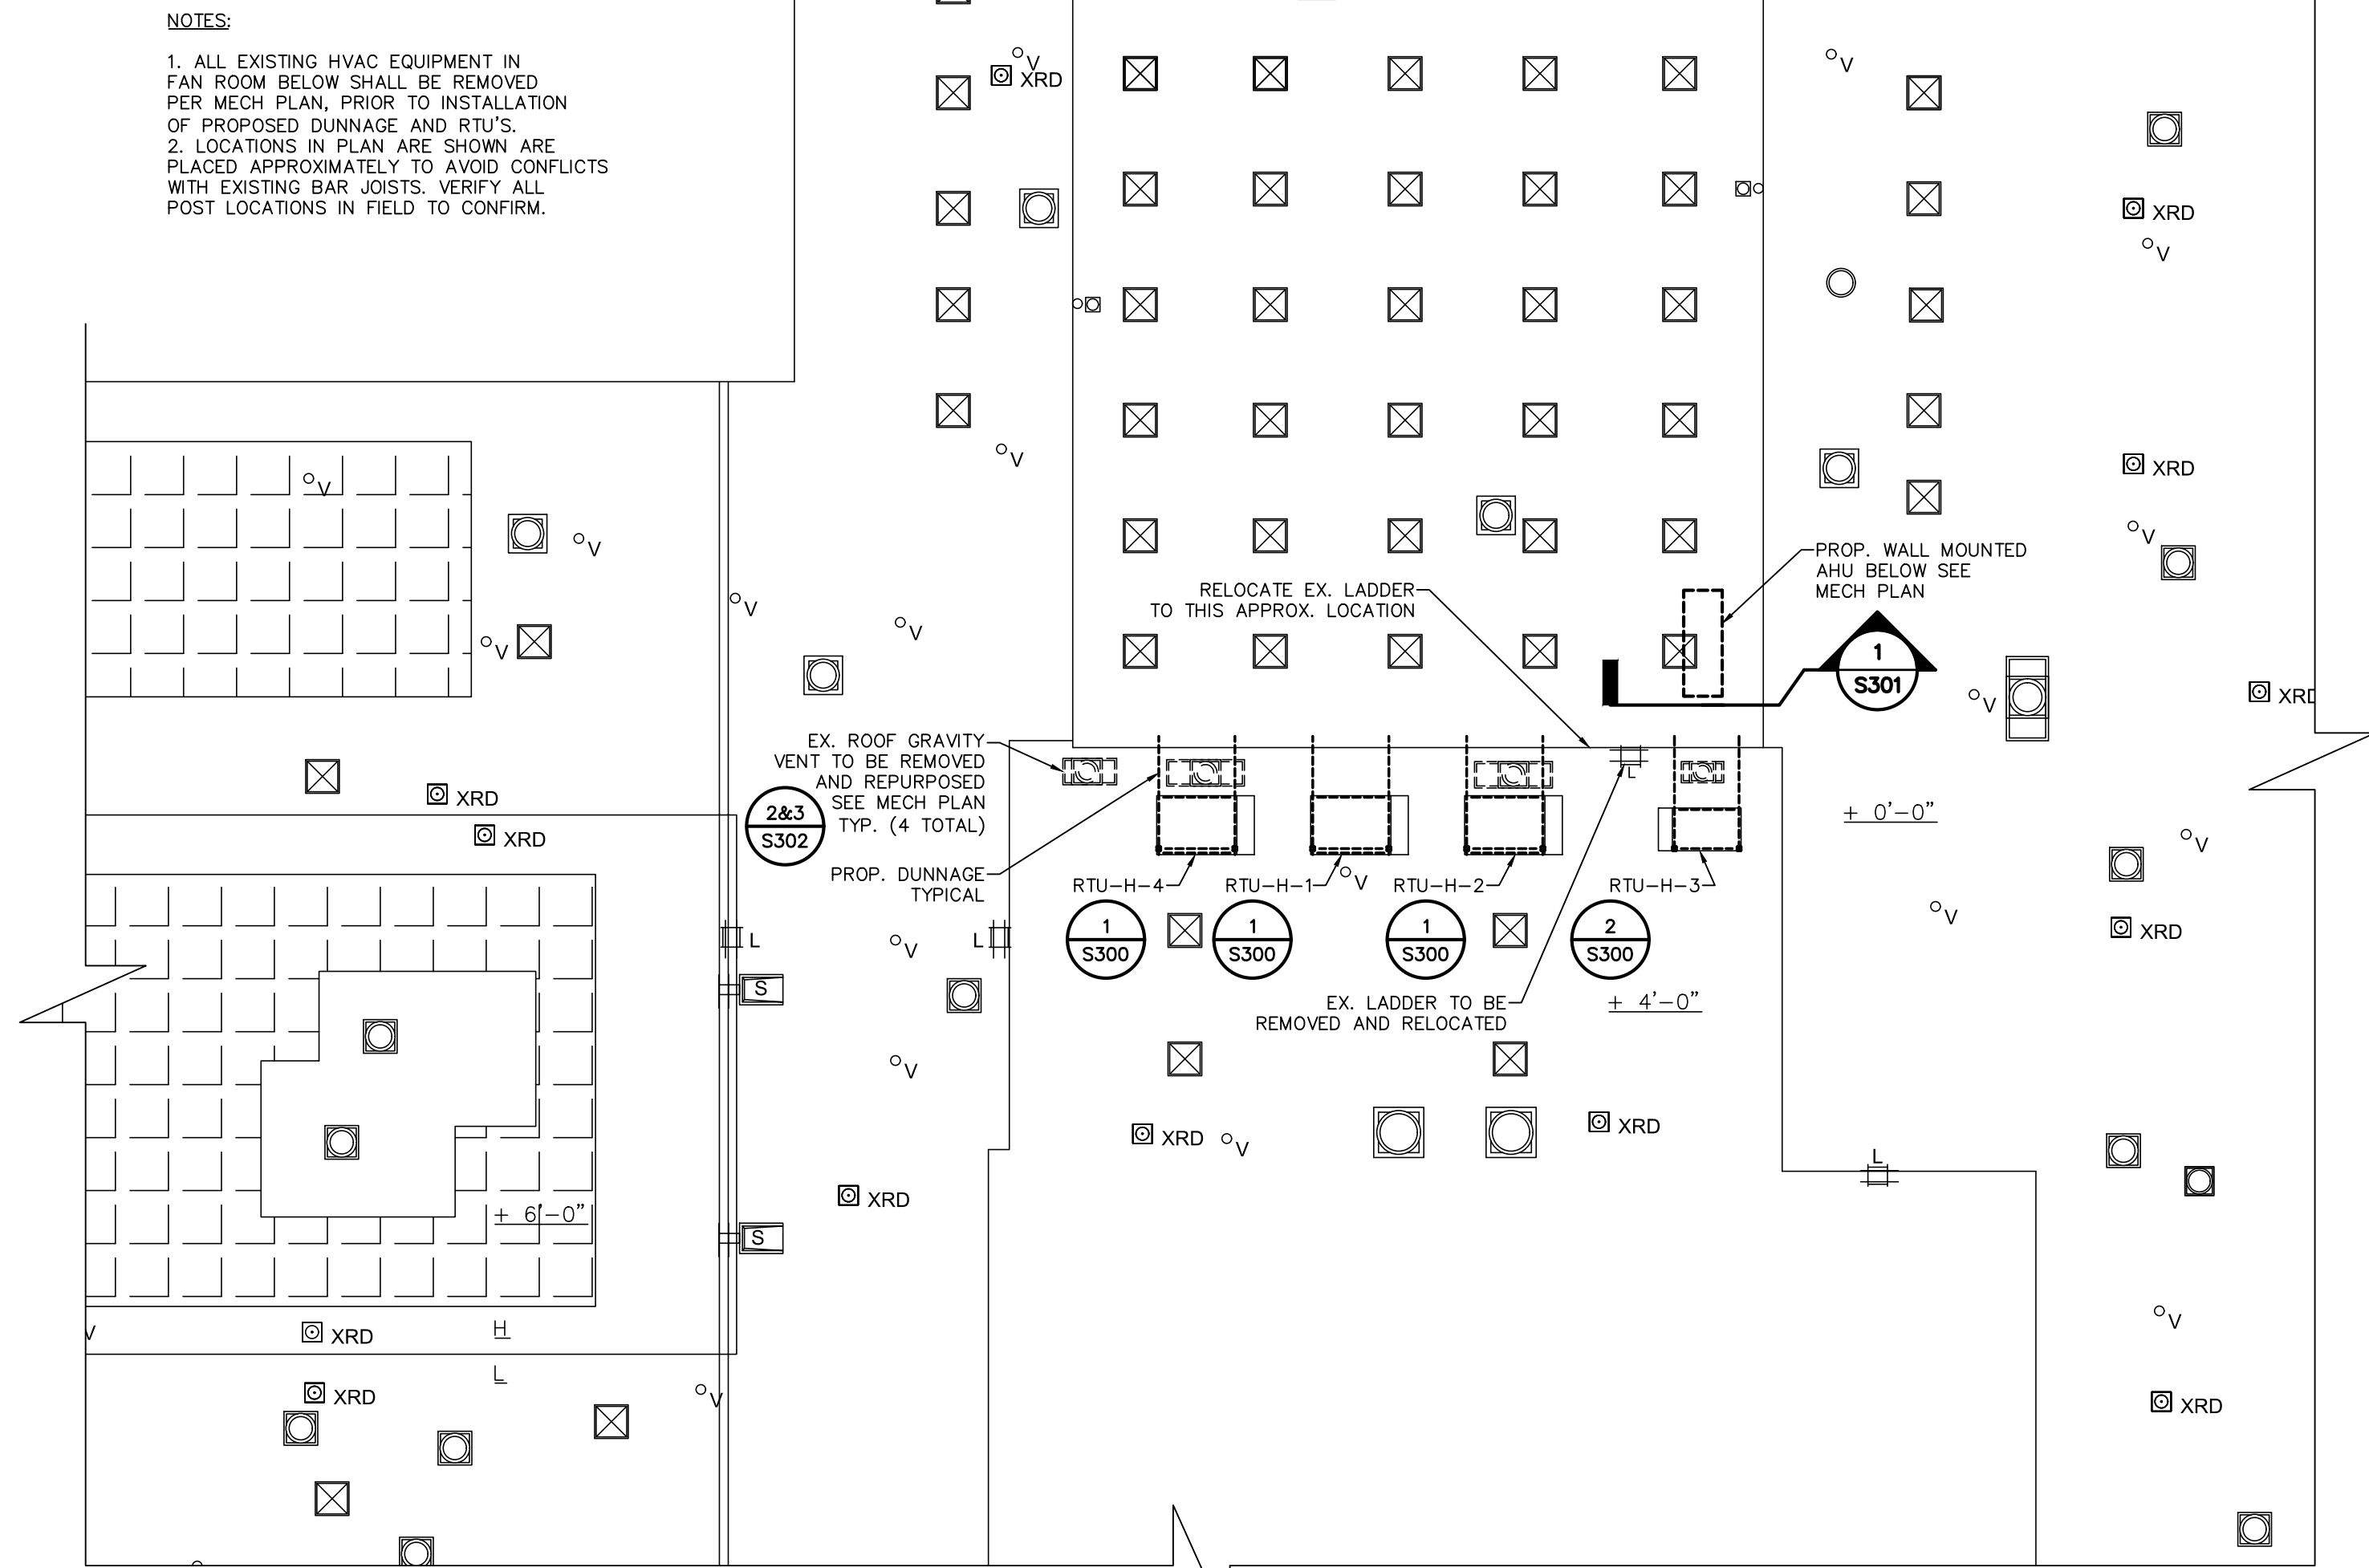 NOTES:
1. ALL EXISTING HVAC EQUIPMENT IN
FAN ROOM BELOW SHALL BE REMOVED
PER MECH PLAN, PRIOR TO INSTALLATION
OF PROPOSED DUNNAGE AND RTU'S.
2. LOCATIONS IN PLAN ARE SHOWN ARE
PLACED APPROXIMATELY TO AVOID CONFLICTS
WITH EXISTING BAR JOISTS. VERIFY ALL
POST LOCATIONS IN FIELD TO CONFIRM.
V
XRD
V
XRD
V
V
XRD
V
V
V
V
V
V
V
PROP. WALL MOUNTED
AHU BELOW SEE
MECH PLAN
RELOCATE EX. LADDER
TO THIS APPROX. LOCATION
1
S301
V
XRD
EX. ROOF GRAVITY
VENT TO BE REMOVED
AND REPURPOSED
SEE MECH PLAN
TYP. (4 TOTAL)
2&3
S302
L
XRD
XRD
+ 0'-0"
V
PROP. DUNNAGE
TYPICAL
RTU-H-4
RTU-H-1
V
RTU-H-2
RTU-H-3
V
XRD
1
S300
1
S300
1
S300
2
S300
L
V
L
S
EX. LADDER TO BE
REMOVED AND RELOCATED
+ 4'-0"
V
XRD
V
XRD
L
XRD
+ 6'-0"
S
V
V
XRD
H
L
XRD
V
XRD